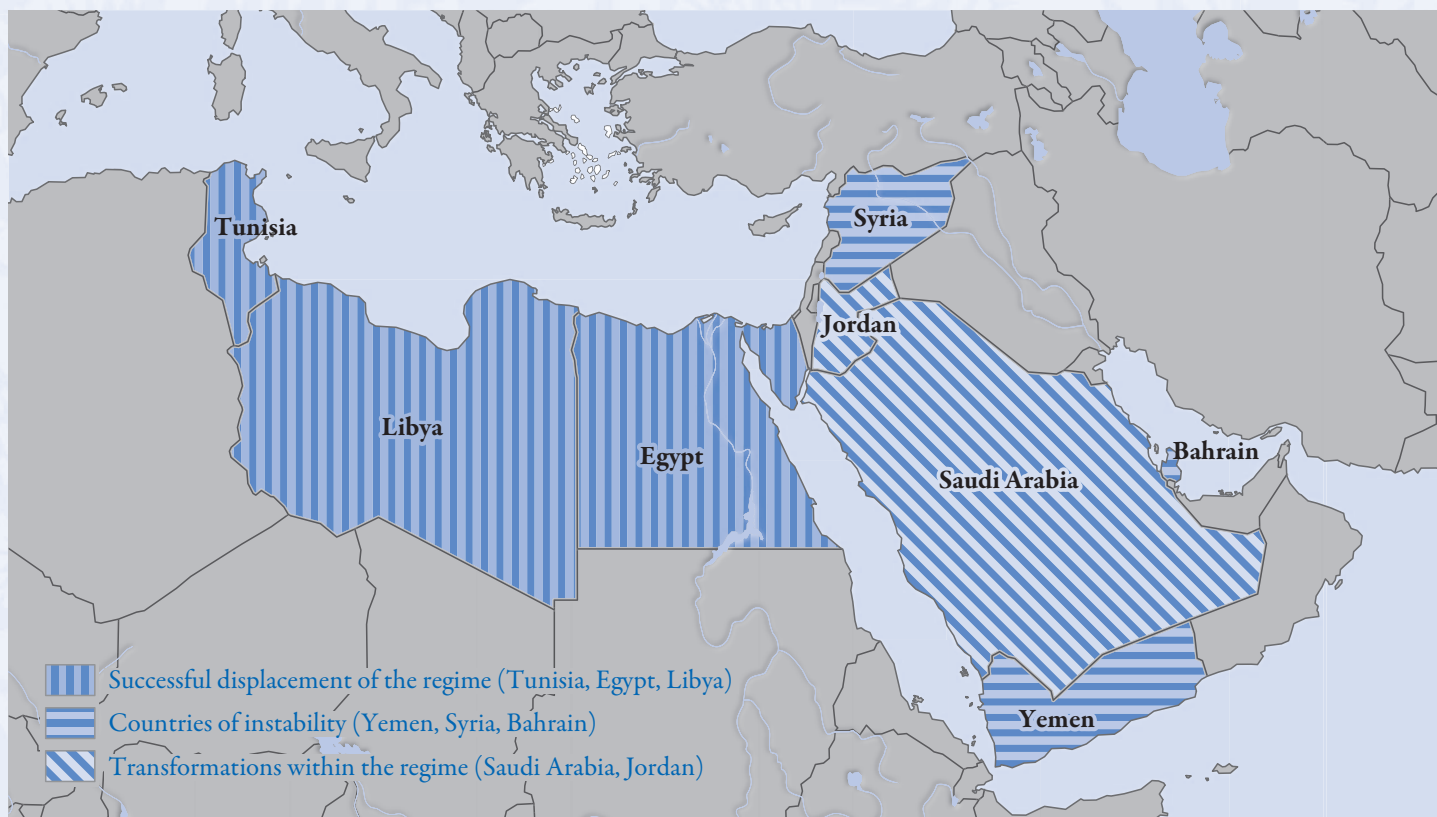 Tunisia
Syria
Jordan
Libya
Egypt
Bahrain
Saudi Arabia
Yemen
Successful displacement of the regime (Tunisia, Egypt, Libya)
Countries of instability (Yemen, Syria, Bahrain)
Transformations within the regime (Saudi Arabia, Jordan)